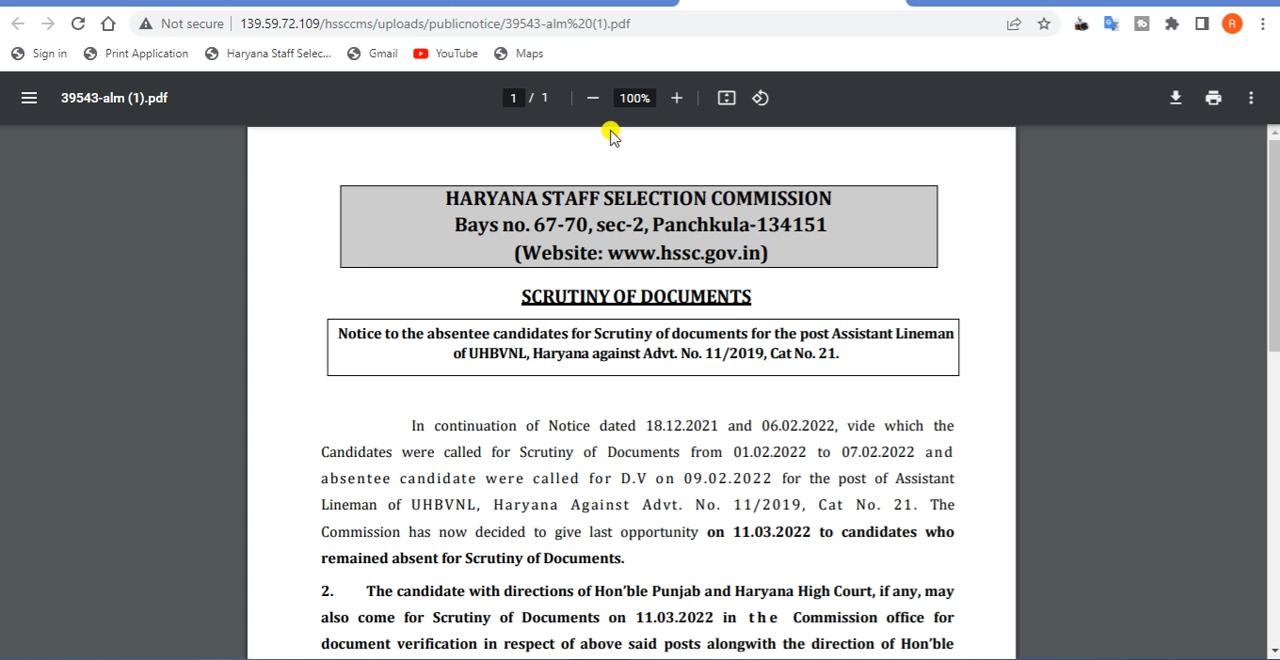 Not secure | 139.59.72.109/hssccms/uploads/publicnotice/39543-alm%20(1).pdf
R
Sign in Print Application Haryana Staff Selec... Gmail YouTube Maps
39543-alm (1).pdf 1 / 1 100%
HARYANA STAFF SELECTION COMMISSION
Bays no. 67-70, sec-2, Panchkula-134151
(Website: www.hssc.gov.in)
SCRUTINY OF DOCUMENTS
Notice to the absentee candidates for Scrutiny of documents for the post Assistant Lineman
of UHBVNL, Haryana against Advt. No. 11/2019, Cat No. 21.
In continuation of Notice dated 18.12.2021 and 06.02.2022, vide which the
Candidates were called for Scrutiny of Documents from 01.02.2022 to 07.02.2022 and
absentee candidate were called for D.V on 09.02.2022 for the post of Assistant
Lineman of UHBVNL, Haryana Against Advt. No. 11/2019, Cat No. 21. The
Commission has now decided to give last opportunity on 11.03.2022 to candidates who
remained absent for Scrutiny of Documents.
2. The candidate with directions of Hon'ble Punjab and Haryana High Court, if any, may
also come for Scrutiny of Documents on 11.03.2022 in the Commission office for
document verification in respect of above said posts alongwith the direction of Hon'ble